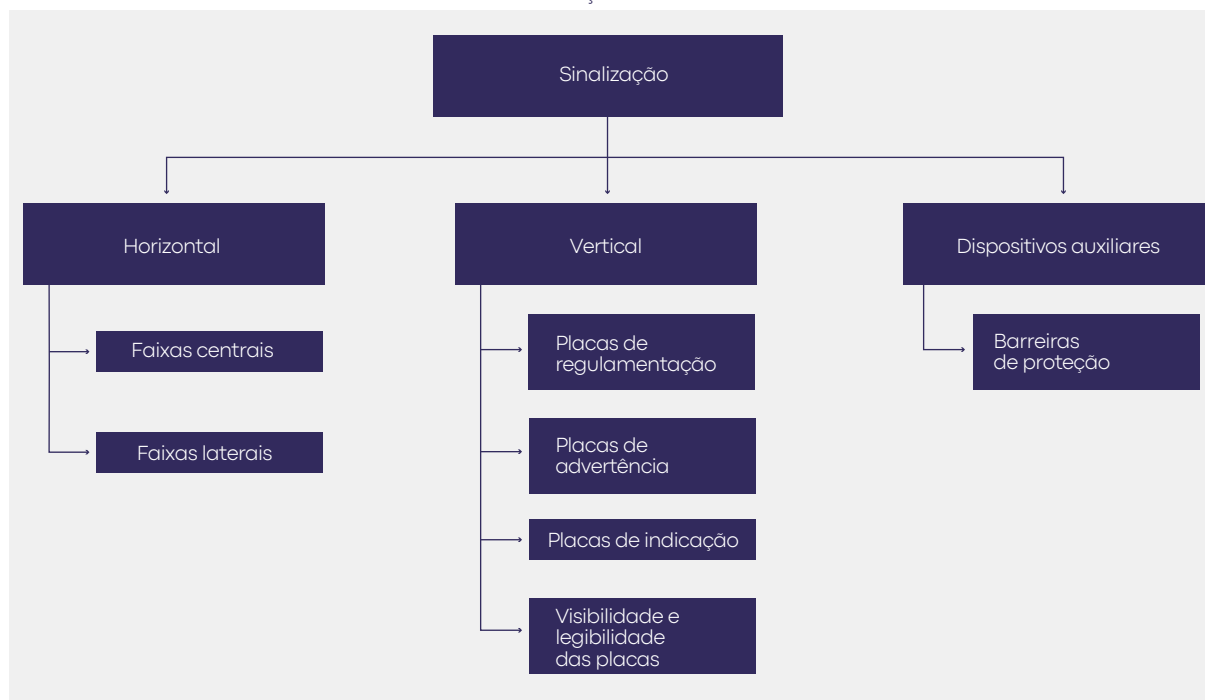 Sinalização
Horizontal
Vertical
Dispositivos auxiliares
Faixas centrais
Faixas laterais
Placas de
regulamentação
Placas de
advertência
Placas de indicação
Visibilidade e
legibilidade
das placas
Barreiras
de proteção